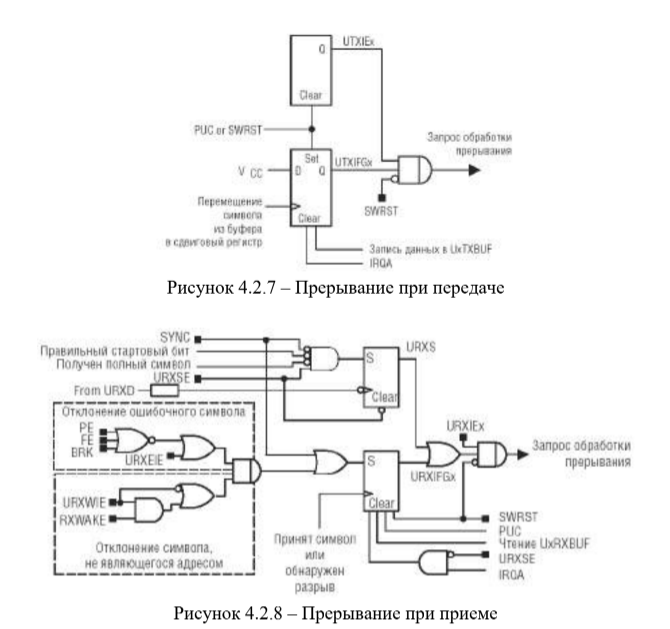 Q
UTXIEx
Clear
PUC or SWRST
Запрос обработки
прерывания
Set
V CC
D
Q
UTXIFGx
SWRST
Перемещение
символа
из буфера
в сдвиговый регистр
Clear
Запись данных в UxTXBUF
IRQA
Рисунок 4.2.7 – Прерывание при передаче
SYNC
Правильный стартовый бит
Получен полный символ
URXSE
From URXD
S
URXS
Clear
Отклонение ошибочного символа
PE
FE
BRK
URXEIE
URXIEx
Запрос обработки
прерывания
S
URXIFGx
Clear
URXWIE
RXWAKE
Отклонение символа,
не являющегося адресом
Принят символ
или
обнаружен
разрыв
SWRST
PUC
Чтение UxRXBUF
URXSE
IRQA
Рисунок 4.2.8 – Прерывание при приеме